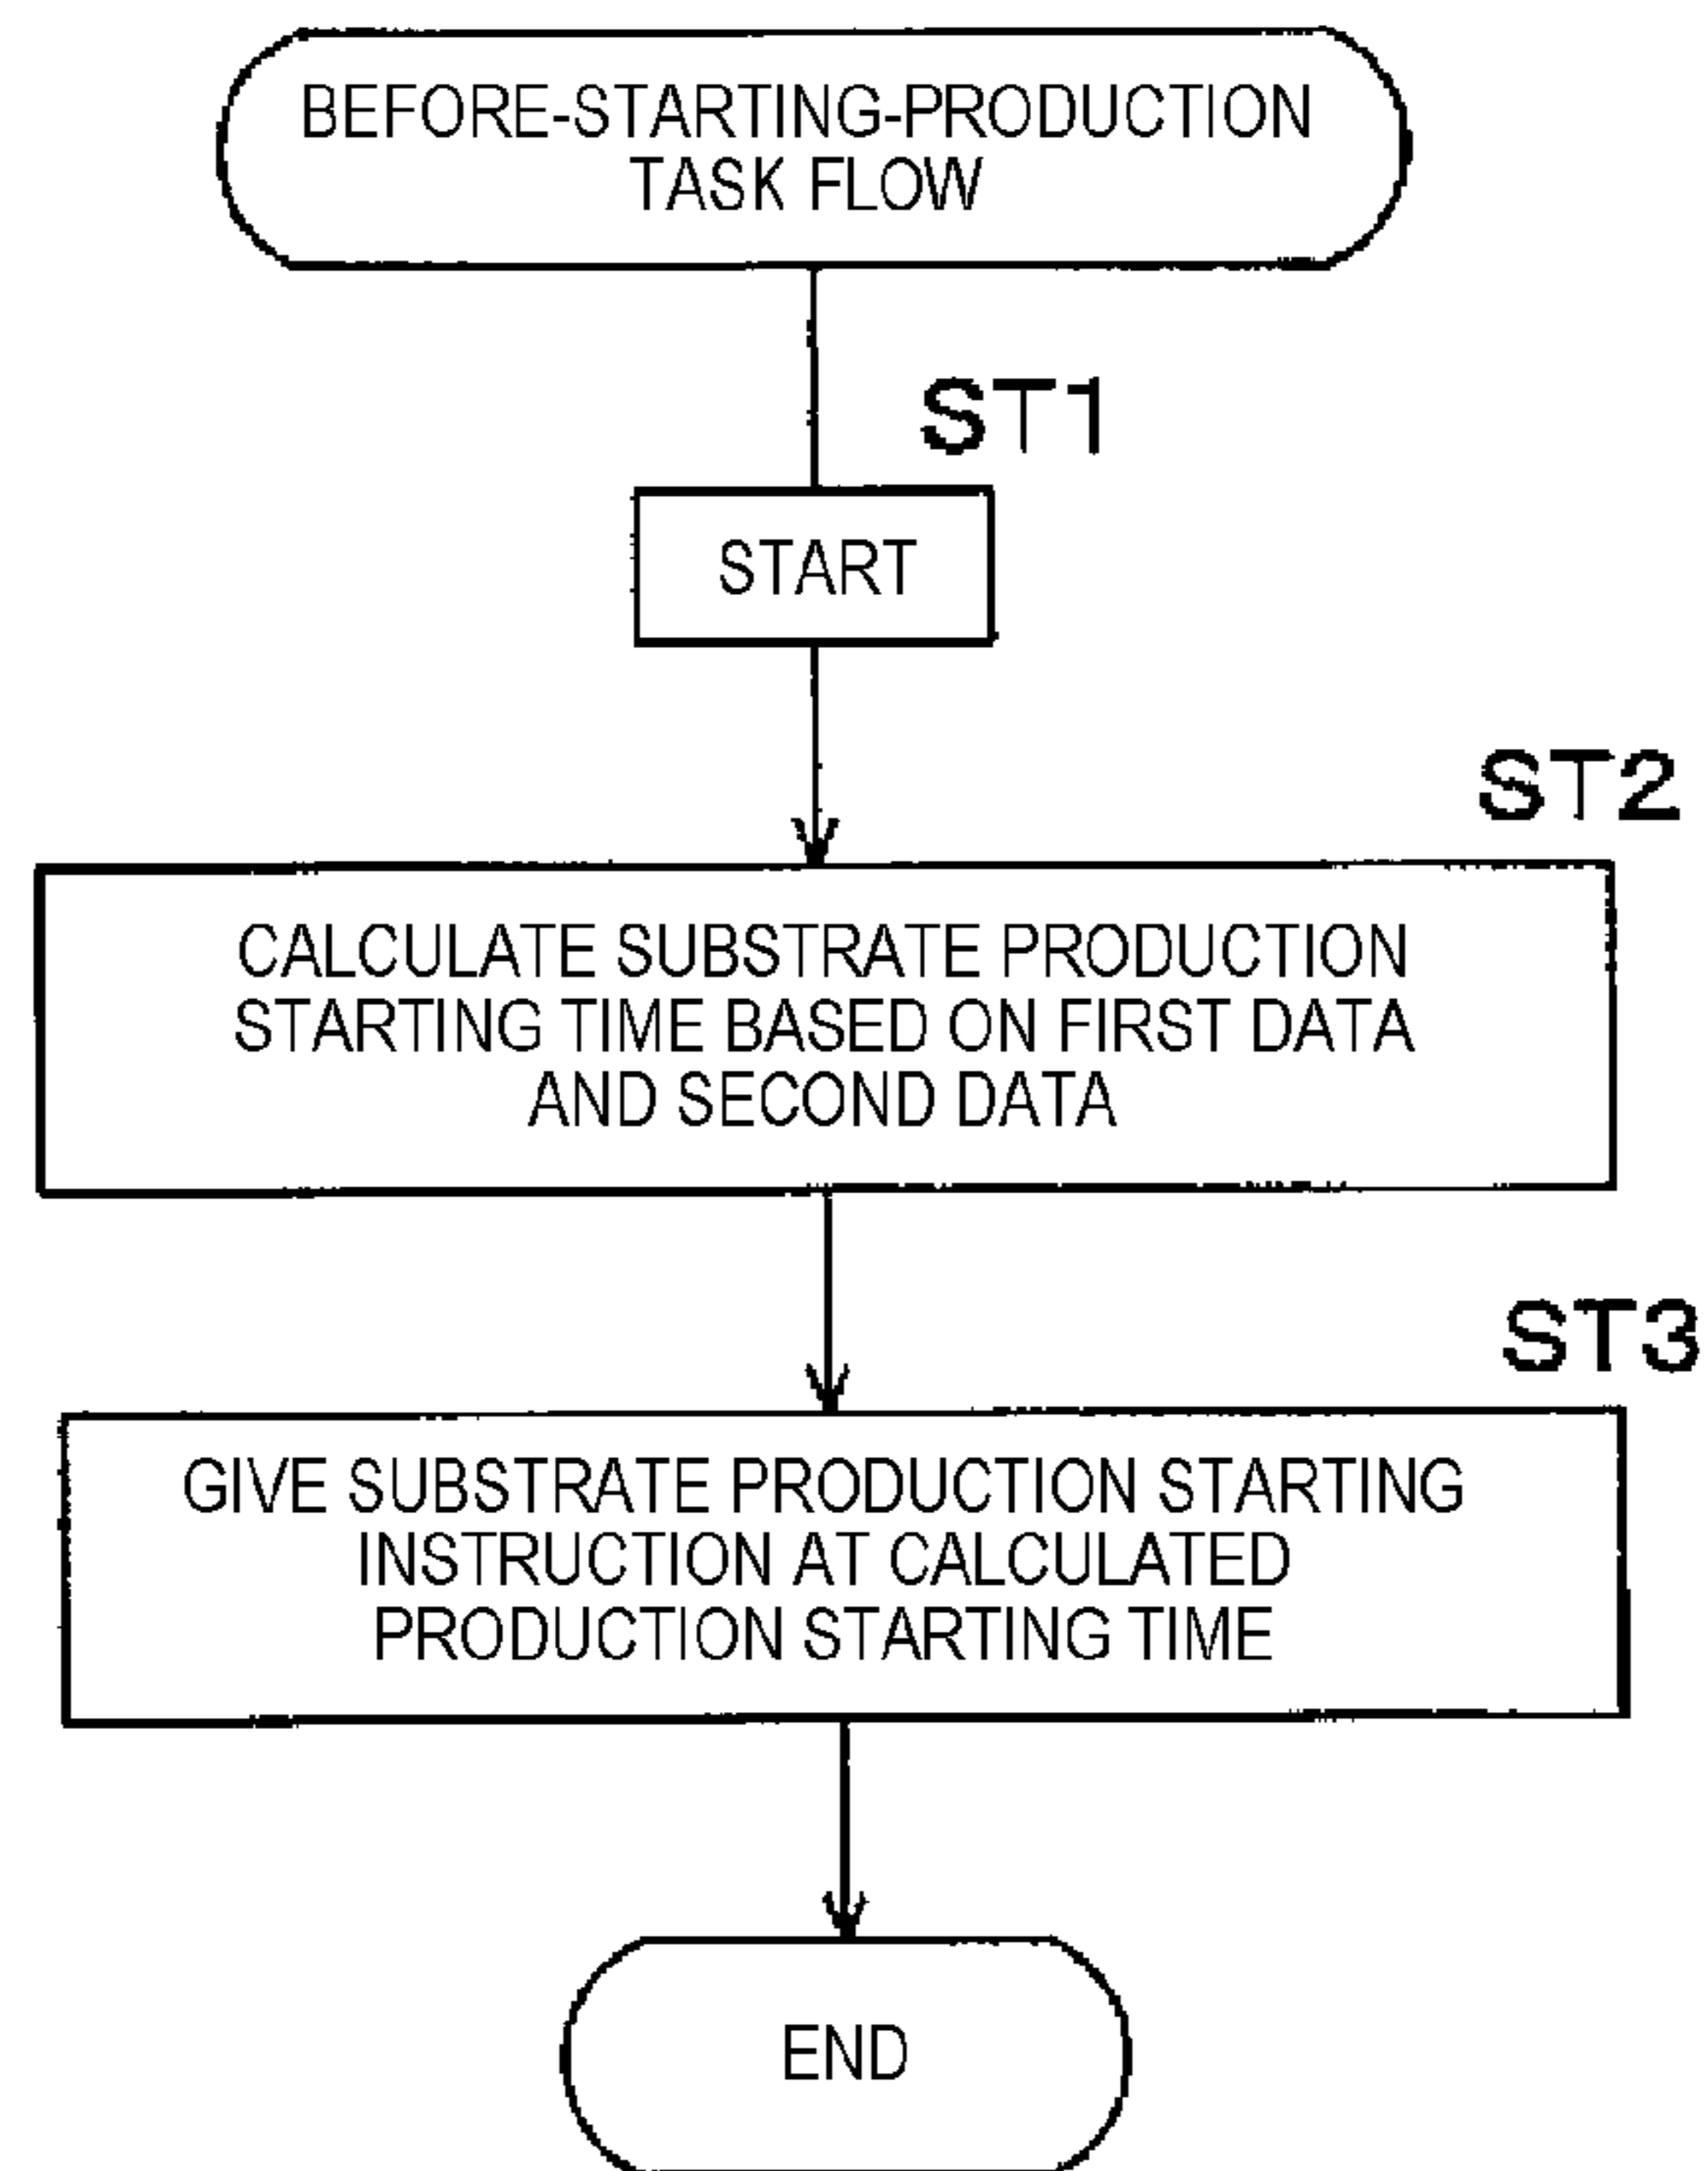 BEFORE-STARTING-PRODUCTION
TASK FLOW
ST1
START
ST2
CALCULATE SUBSTRATE PRODUCTION
STARTING TIME BASED ON FIRST DATA
AND SECOND DATA
ST3
GIVE SUBSTRATE PRODUCTION STARTING
INSTRUCTION AT CALCULATED
PRODUCTION STARTING TIME
END